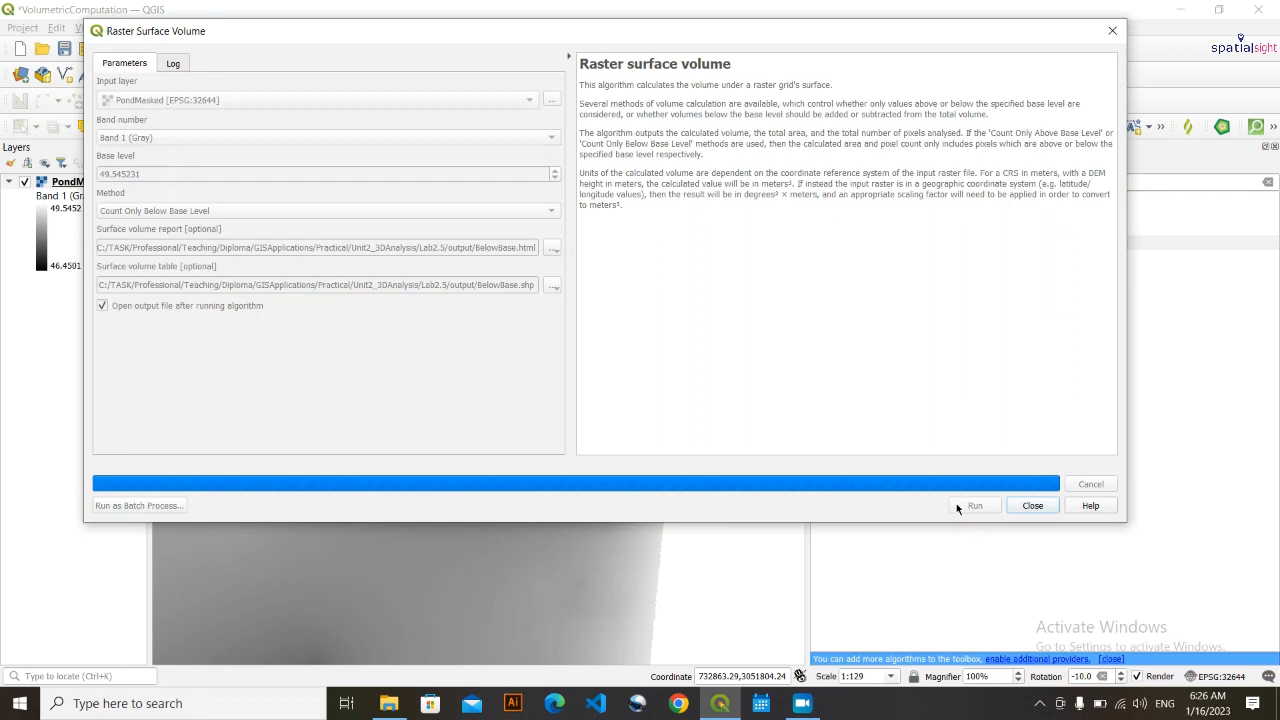 *VolumetricComputation — QGIS
Project Edit
spatialsight
Raster Surface Volume
Parameters Log
Input layer
PondMasked [EPSG:32644]
...
Band number
Band 1 (Gray)
Base level
49.545231
Method
Count Only Below Base Level
Surface volume report [optional]
C:/TASK/Professional/Teaching/Diploma/GISApplications/Practical/Unit2_3DAnalysis/Lab2.5/output/BelowBase.html
...
Surface volume table [optional]
C:/TASK/Professional/Teaching/Diploma/GISApplications/Practical/Unit2_3DAnalysis/Lab2.5/output/BelowBase.shp
...
Open output file after running algorithm
Raster surface volume
This algorithm calculates the volume under a raster grid's surface.
Several methods of volume calculation are available, which control whether only values above or below the specified base level are
considered, or whether volumes below the base level should be added or subtracted from the total volume.
The algorithm outputs the calculated volume, the total area, and the total number of pixels analysed. If the 'Count Only Above Base Level' or
'Count Only Below Base Level' methods are used, then the calculated area and pixel count only includes pixels which are above or below the
specified base level respectively.
Units of the calculated volume are dependent on the coordinate reference system of the input raster file. For a CRS in meters, with a DEM
height in meters, the calculated value will be in meters³. If instead the input raster is in a geographic coordinate system (e.g. latitude/
longitude values), then the result will be in degrees² × meters, and an appropriate scaling factor will need to be applied in order to convert
to meters³.
Cancel
Run as Batch Process...
Run
Close
Help
Layers
PondM
Band 1 (Gr
49.5452
46.4501
Activate Windows
Go to Settings to activate Windows.
You can add more algorithms to the toolbox, enable additional providers. [close]
Type to locate (Ctrl+K)
Coordinate 732863.29,3051804.24
Scale 1:129
Magnifier 100%
Rotation -10.0
Render
EPSG:32644
Type here to search
ENG
6:26 AM
1/16/2023